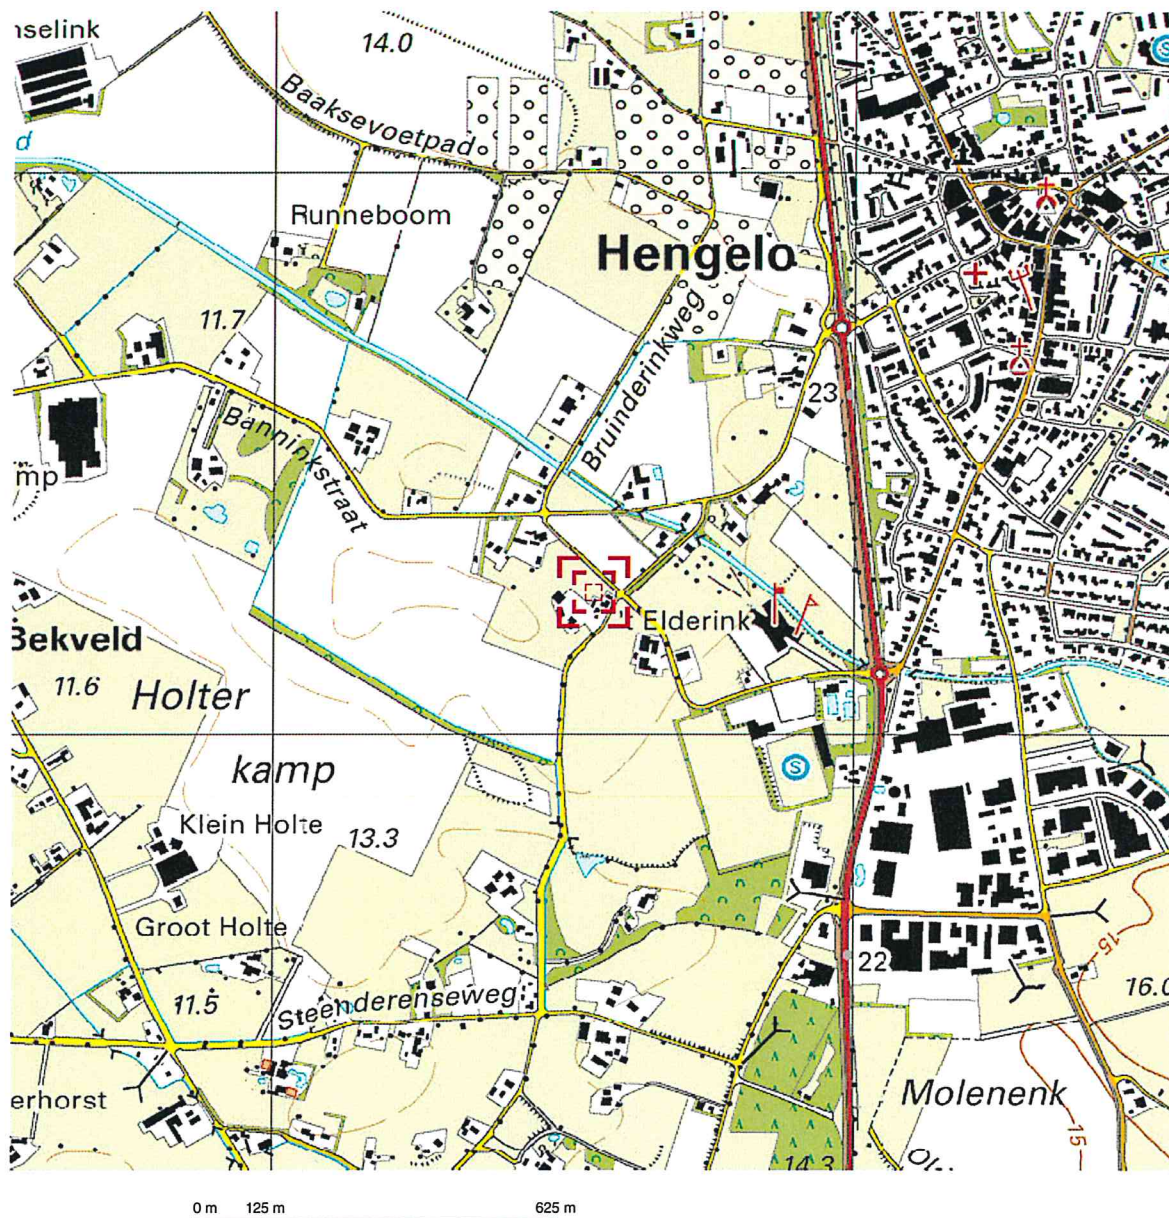 nselink
14.0
Baaksevoetpad
d
Runneboom
Hengelo
11.7
Bruinderinkweg
23
Banninkstraat
mp
't Elderink
Bekveld
11.6
Holter
kamp
S
Klein Holte
13.3
Groot Holte
11.5
Steenderenseweg
22
15
16.0
erhorst
Molenenk
15
14.3
0 m 125 m 625 m